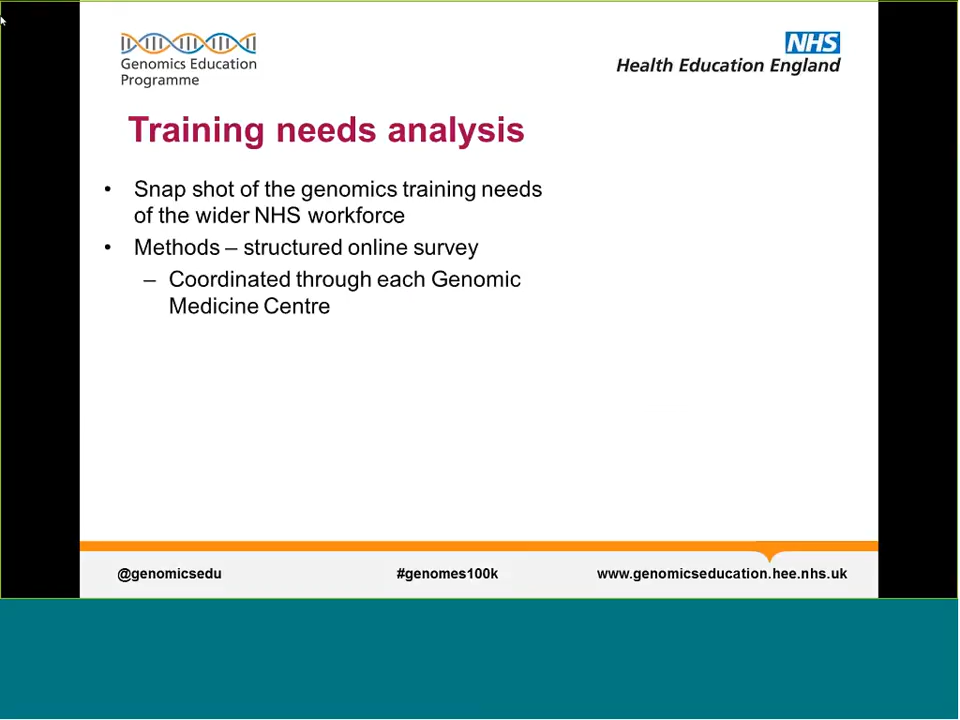 Genomics Education
Programme
NHS
Health Education England
Training needs analysis
• Snap shot of the genomics training needs
of the wider NHS workforce
• Methods – structured online survey
– Coordinated through each Genomic
Medicine Centre
@genomicsedu
#genomes100k
www.genomicseducation.hee.nhs.uk